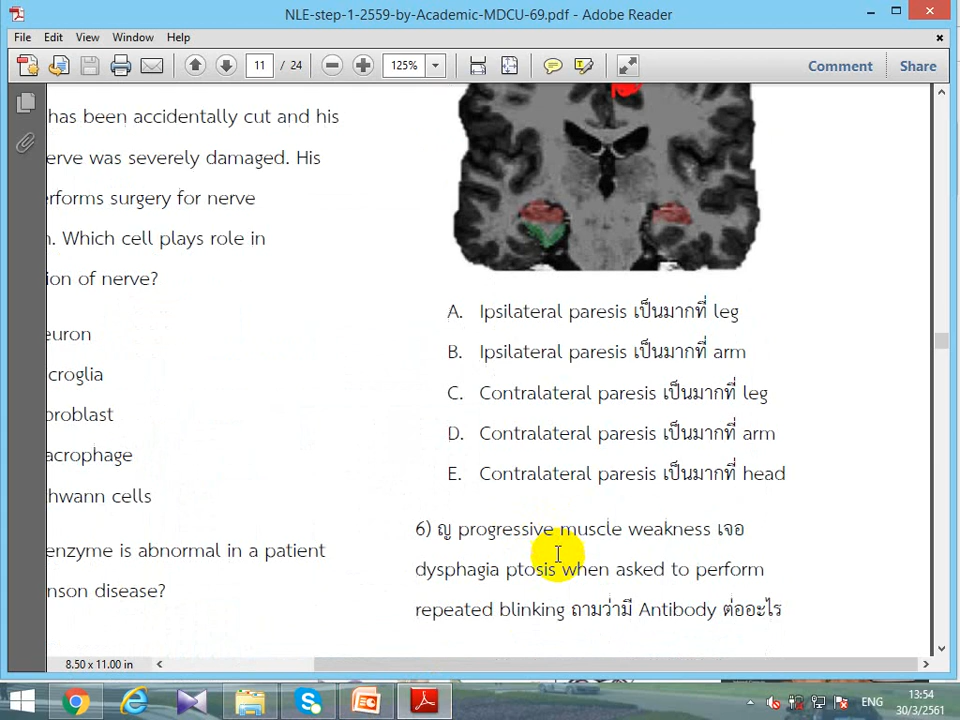 NLE-step-1-2559-by-Academic-MDCU-69.pdf - Adobe Reader
File Edit View Window Help
11 / 24 125% Comment Share
has been accidentally cut and his
erve was severely damaged. His
erforms surgery for nerve
n. Which cell plays role in
ion of nerve?
euron
croglia
broblast
acrophage
hwann cells
enzyme is abnormal in a patient
nson disease?
A. Ipsilateral paresis เป็นมากที่ leg
B. Ipsilateral paresis เป็นมากที่ arm
C. Contralateral paresis เป็นมากที่ leg
D. Contralateral paresis เป็นมากที่ arm
E. Contralateral paresis เป็นมากที่ head
6) ญ progressive muscle weakness เจอ
dysphagia ptosis when asked to perform
repeated blinking ถามว่ามี Antibody ต่ออะไร
8.50 x 11.00 in
ENG
13:54
30/3/2561